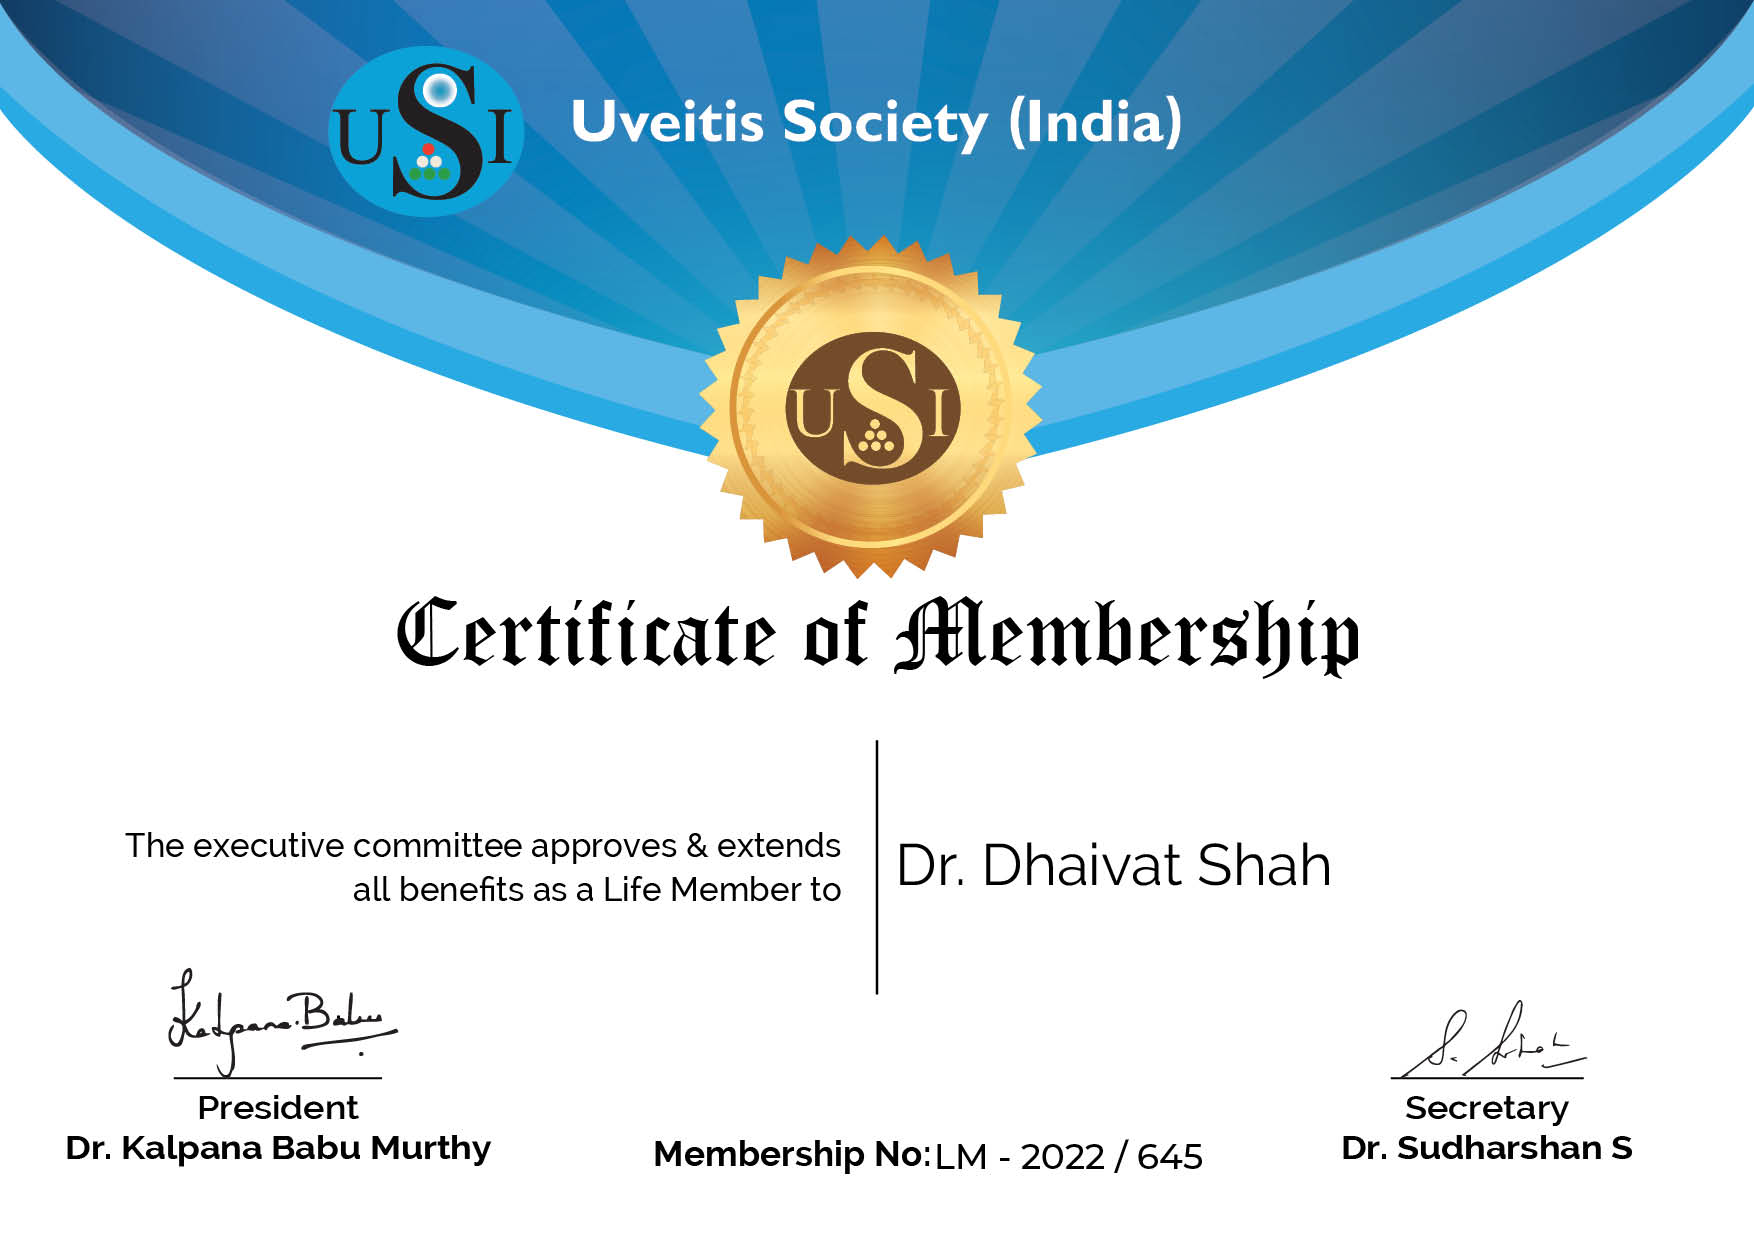 USI
Uveitis Society (India)
USI
Certificate of Membership
The executive committee approves & extends
all benefits as a Life Member to
Dr. Dhaivat Shah
Kalpana Babu
President
Dr. Kalpana Babu Murthy
Membership No: LM - 2022 / 645
Secretary
Dr. Sudharshan S